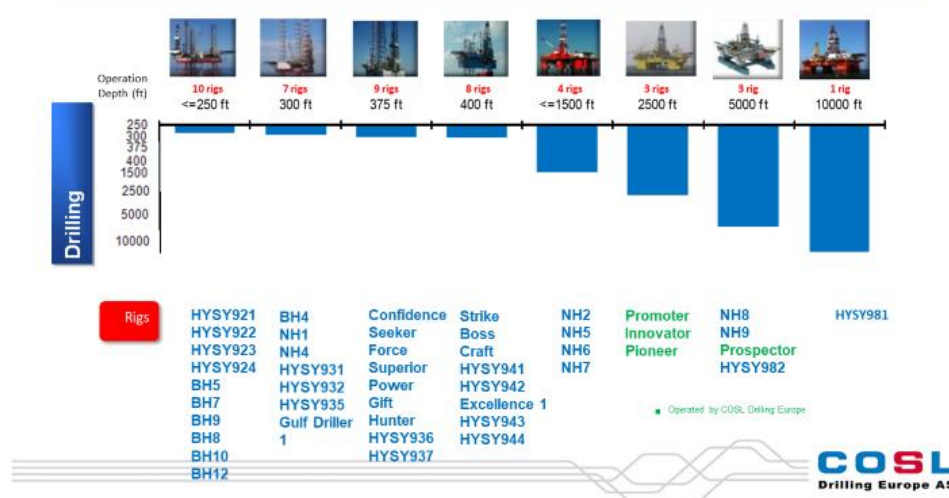 Operation
Depth (ft)
10 rigs
<=250 ft
7 rigs
300 ft
9 rigs
375 ft
8 rigs
400 ft
4 rigs
<=1500 ft
3 rigs
2500 ft
3 rig
5000 ft
1 rig
10000 ft
Drilling
250
300
375
400
1500
2500
5000
10000
Rigs
HYSY921
HYSY922
HYSY923
HYSY924
BH5
BH7
BH9
BH8
BH10
BH12
BH4
NH1
NH4
HYSY931
HYSY932
HYSY935
Gulf Driller
1
Confidence
Seeker
Force
Superior
Power
Gift
Hunter
HYSY936
HYSY937
Strike
Boss
Craft
HYSY941
HYSY942
Excellence 1
HYSY943
HYSY944
NH2
NH5
NH6
NH7
Promoter
Innovator
Pioneer
NH8
NH9
Prospector
HYSY982
HYSY981
Operated by COSL Drilling Europe
COSL
Drilling Europe AS